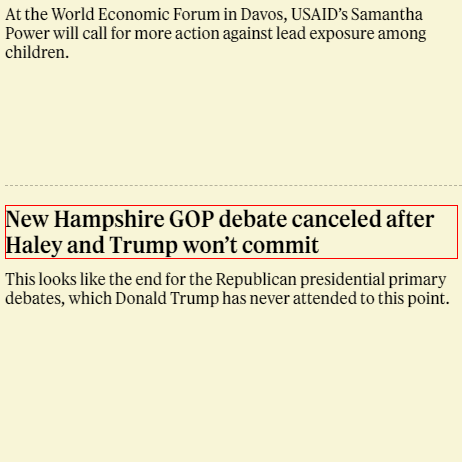 At the World Economic Forum in Davos, USAID’s Samantha
Power will call for more action against lead exposure among
children.
New Hampshire GOP debate canceled after
Haley and Trump won’t commit
This looks like the end for the Republican presidential primary
debates, which Donald Trump has never attended to this point.